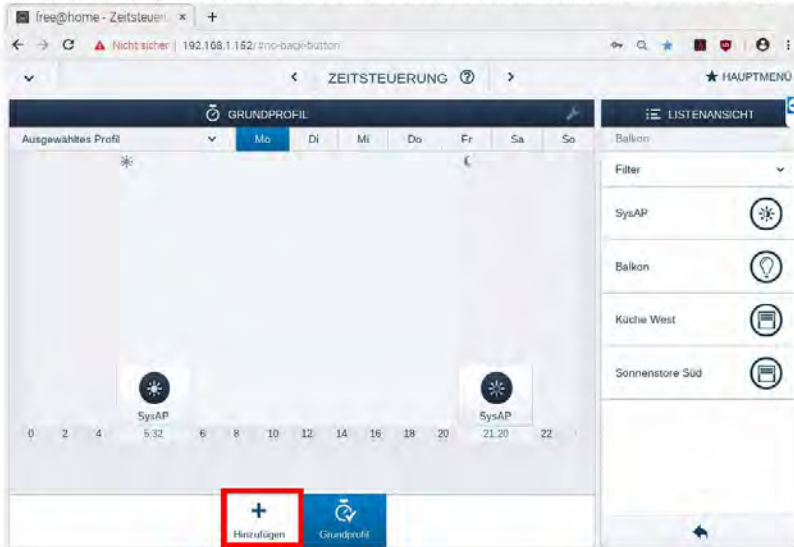 free@home - Zeitsteuer
Nicht sicher | 192.168.1.152/#no-back-button
ZEITSTEUERUNG
HAUPTMENÜ
GRUNDPROFIL
Ausgewähltes Profil Mo Di Mi Do Fr Sa So
SysAP SysAP
0 2 4 5:32 6 8 10 12 14 16 18 20 21:20 22
Hinzufügen Grundprofil
LISTENANSICHT
Balkon
Filter
SysAP
Balkon
Küche West
Sonnenstore Süd